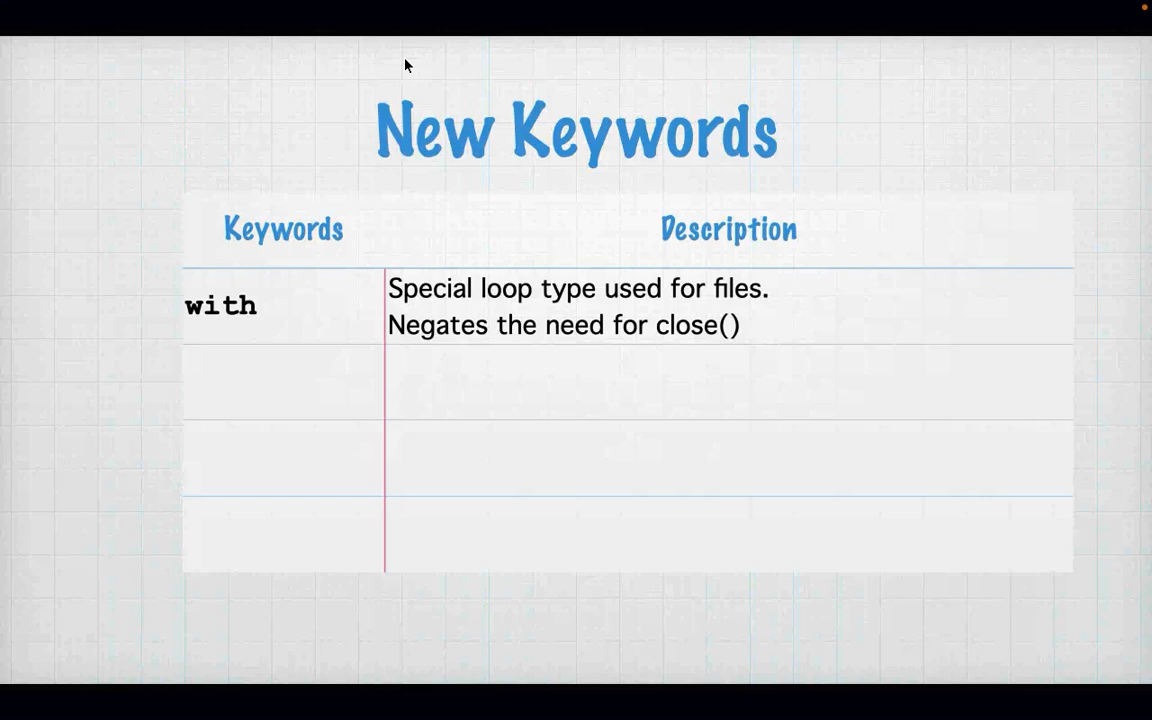 New Keywords
Keywords
Description
with
Special loop type used for files.
Negates the need for close()